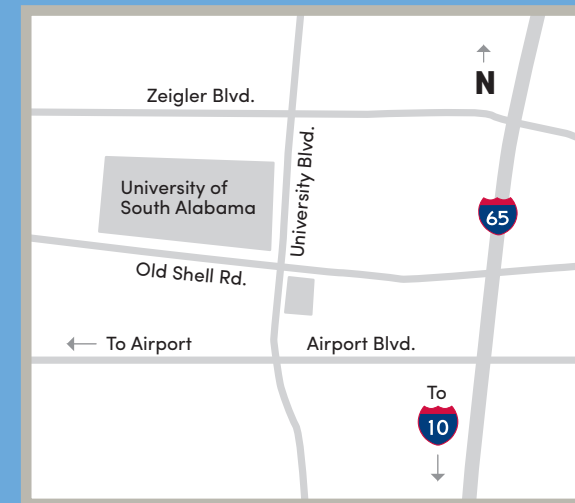 N
Zeigler Blvd.
University Blvd.
University of
South Alabama
65
Old Shell Rd.
To Airport
Airport Blvd.
To
10